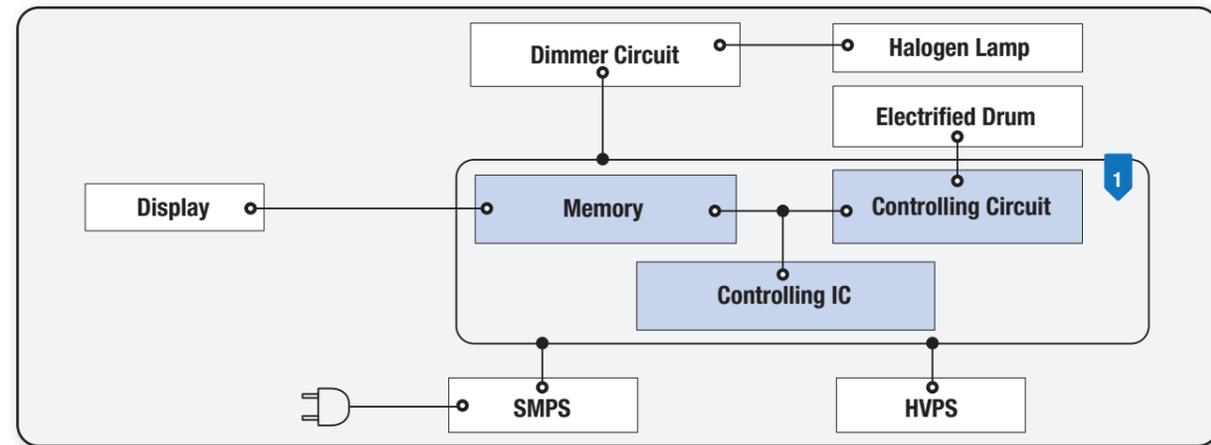 Dimmer Circuit
Halogen Lamp
Electrified Drum
1
Display
Memory
Controlling Circuit
Controlling IC
SMPS
HVPS